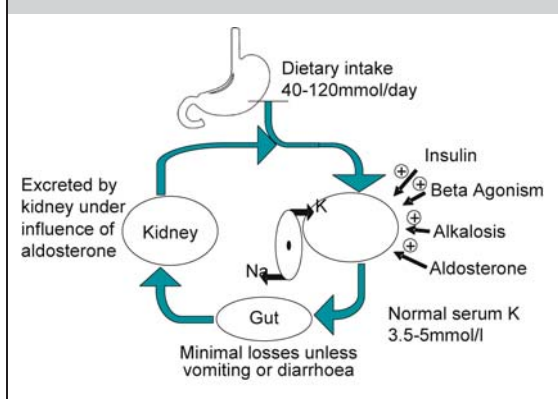 Dietary intake
40-120mmol/day
Insulin
Beta Agonism
Alkalosis
Aldosterone
Excreted by
kidney under
influence of
aldosterone
Kidney
K
Na
Gut
Normal serum K
3.5-5mmol/l
Minimal losses unless
vomiting or diarrhoea